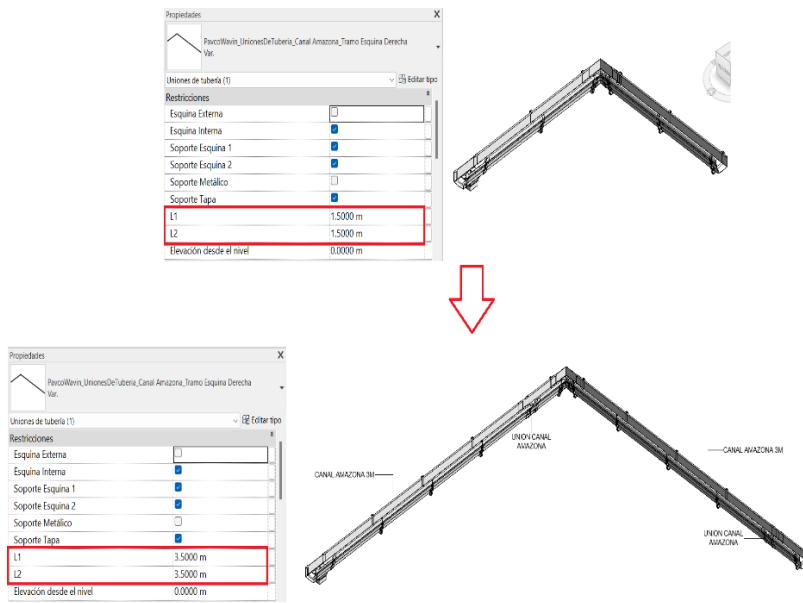 Propiedades X
PavcoWavin_UnionesDeTuberia_Canal Amazona_Tramo Esquina Derecha
Var.
Uniones de tubería (1) Editar tipo
Restricciones
Esquina Externa
Esquina Interna
Soporte Esquina 1
Soporte Esquina 2
Soporte Metálico
Soporte Tapa
L1 1.5000 m
L2 1.5000 m
Elevación desde el nivel 0.0000 m
Propiedades X
PavcoWavin_UnionesDeTuberia_Canal Amazona_Tramo Esquina Derecha
Var.
Uniones de tubería (1) Editar tipo
Restricciones
Esquina Externa
Esquina Interna
Soporte Esquina 1
Soporte Esquina 2
Soporte Metálico
Soporte Tapa
L1 3.5000 m
L2 3.5000 m
Elevación desde el nivel 0.0000 m
UNION CANAL
AMAZONA
CANAL AMAZONA 3M
CANAL AMAZONA 3M
UNION CANAL
AMAZONA